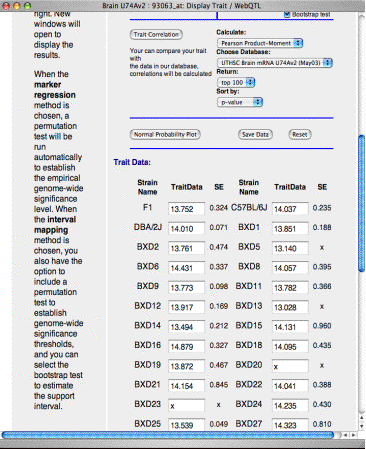 Brain U74Av2 : 93063_at: Display Trait / WebQTL
right. New
windows will
open to
display the
results.
When the
marker
regression
method is
chosen, a
permutation
test will be
run
automatically
to establish
the empirical
genome-wide
significance
level. When
the interval
mapping
method is
chosen, you
also have the
option to
include a
permutation
test to
establish
genome-wide
significance
thresholds,
and you can
select the
bootstrap test
to estimate
the support
interval.
Bootstrap test
Trait Correlation
Your can compare your trait
with
the data in our database,
correlations will be calculated
Calculate:
Pearson Product-Moment
Choose Database:
UTHSC Brain mRNA U74Av2 (May03)
Return:
top 100
Sort by:
p-value
Normal Probability Plot Save Data Reset
Trait Data:
Strain Name TraitData SE Strain Name TraitData SE
F1 13.752 0.324 C57BL/6J 14.037 0.235
DBA/2J 14.010 0.071 BXD1 13.851 0.188
BXD2 13.761 0.474 BXD5 13.140 x
BXD6 14.431 0.337 BXD8 14.057 0.395
BXD9 13.773 0.098 BXD11 13.782 0.366
BXD12 13.917 0.169 BXD13 13.028 x
BXD14 13.494 0.212 BXD15 14.131 0.960
BXD16 14.879 0.327 BXD18 14.095 0.435
BXD19 13.872 0.467 BXD20 x x
BXD21 14.154 0.845 BXD22 14.041 0.388
BXD23 x x BXD24 14.235 0.430
BXD25 13.539 0.049 BXD27 14.323 0.810